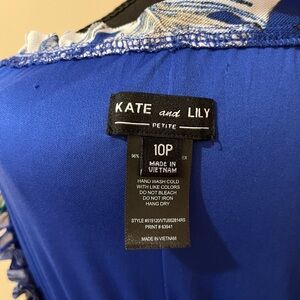 KATE and LILY
PETITE
10P
MADE IN
VIETNAM
HAND WASH COLD
WITH LIKE COLORS
DO NOT BLEACH
DO NOT IRON
HANG DRY
MADE IN VIETNAM